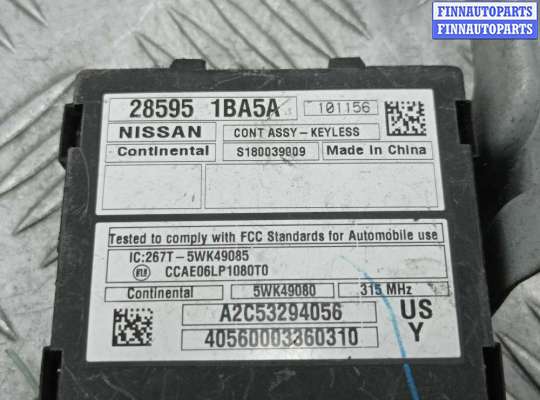 FINNAUTOPARTS
FINNAUTOPARTS
28595 1BA5A 101156
NISSAN CONT ASSY-KEYLESS
Continental S180039009 Made in China
Tested to comply with FCC Standards for Automobile use
IC:267T-5WK49085
CCAE06LP1080T0
Continental 5WK49080 315 MHz
A2C53294056 US
40560003360310 Y